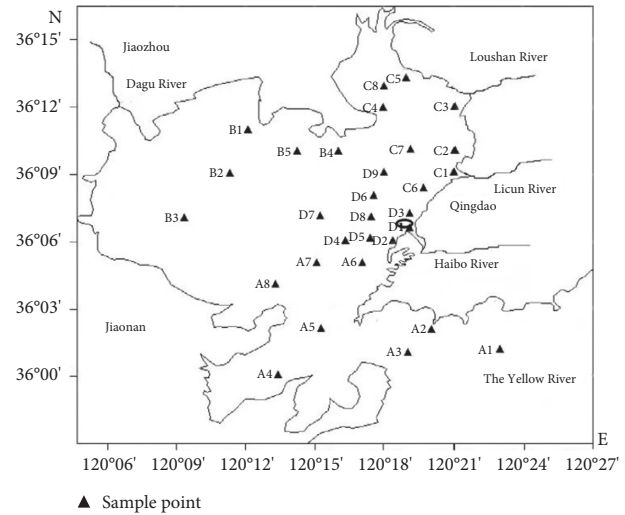 N
36°15'
Jiaozhou
Loushan River
C5
Dagu River
C8
36°12'
C4
C3
B1
B5
B4
C7
C2
36°09'
B2
D9
C1
C6
Licun River
D6
B3
D7
D8
D3
Qingdao
D1
36°06'
D4
D5
D2
A7
A6
Haibo River
A8
36°03'
Jiaonan
A5
A2
A3
A1
36°00'
A4
The Yellow River
E
120°06' 120°09' 120°12' 120°15' 120°18' 120°21' 120°24' 120°27'
▲ Sample point